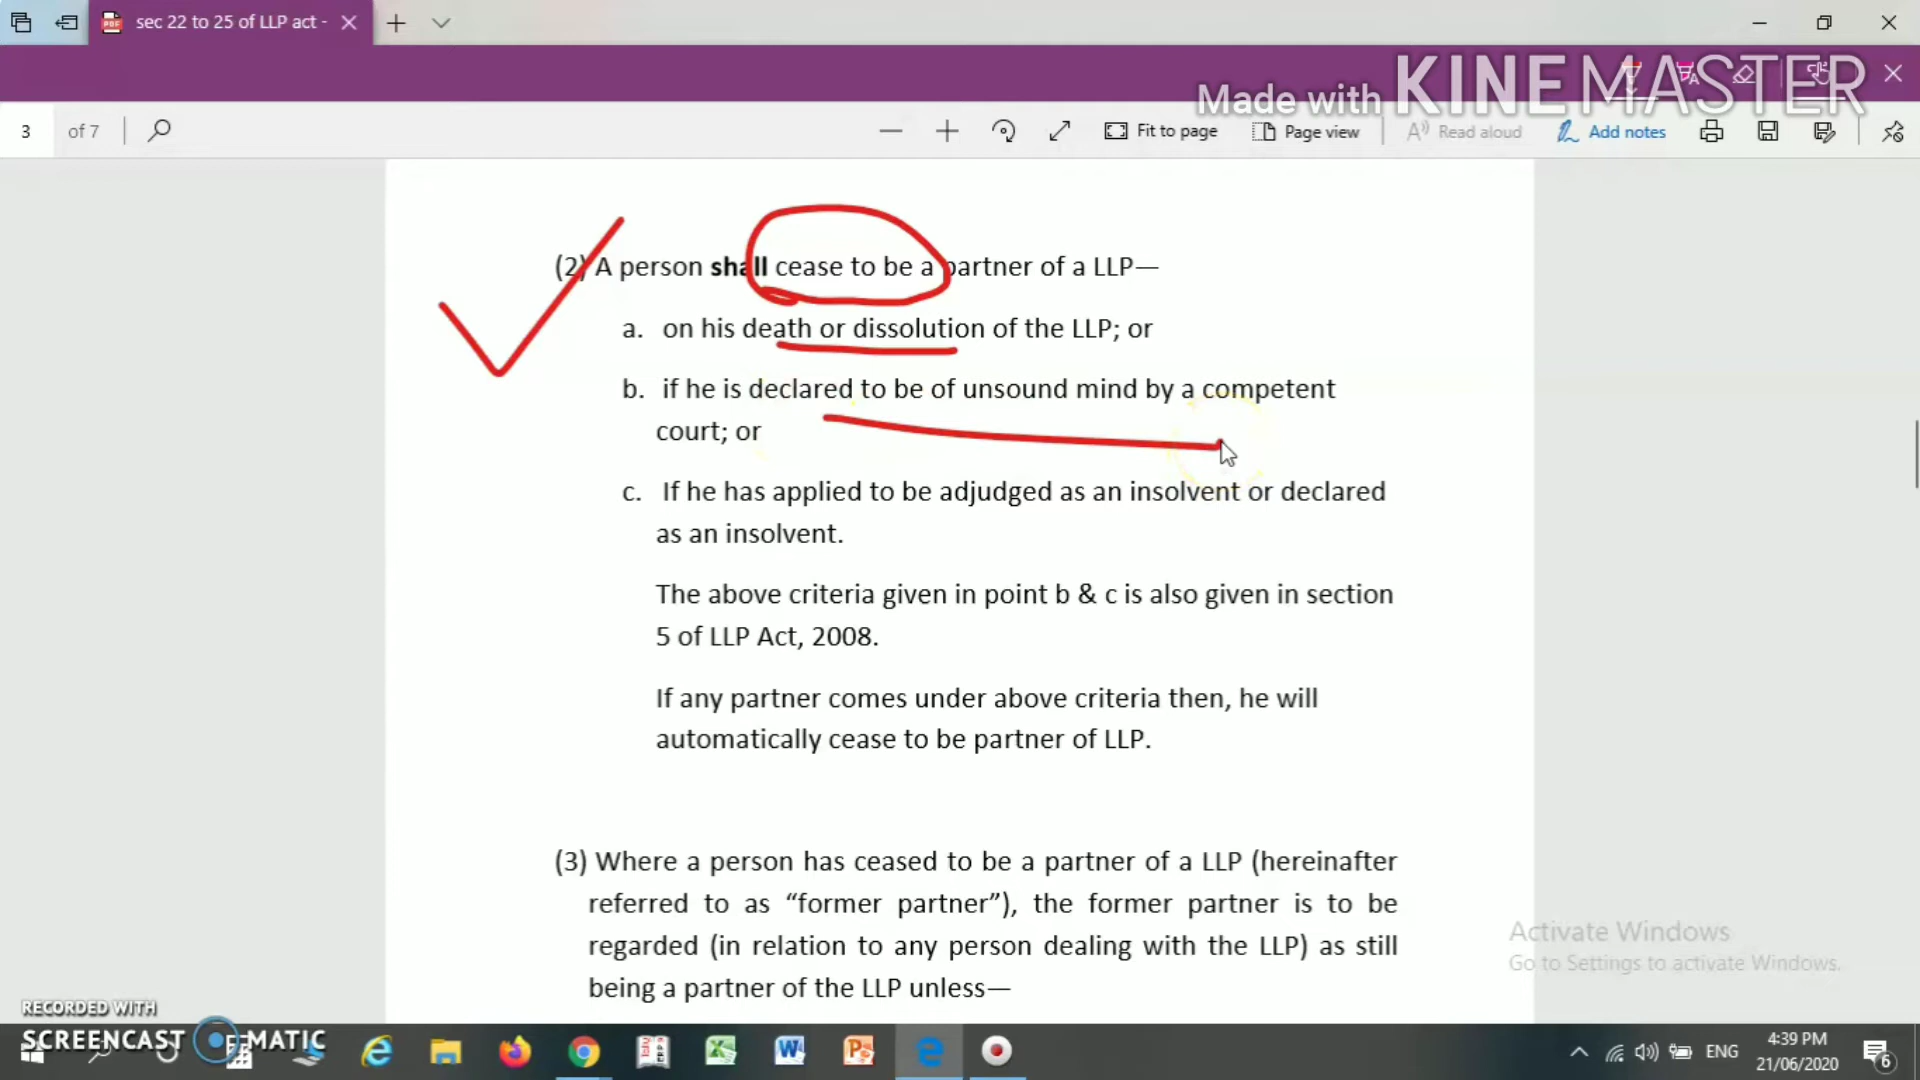 sec 22 to 25 of LLP act -
Made with KINEMASTER
3 of 7
Fit to page
Page view
Read aloud
Add notes
(2) A person shall cease to be a partner of a LLP—
a. on his death or dissolution of the LLP; or
b. if he is declared to be of unsound mind by a competent
court; or
c. If he has applied to be adjudged as an insolvent or declared
as an insolvent.
The above criteria given in point b & c is also given in section
5 of LLP Act, 2008.
If any partner comes under above criteria then, he will
automatically cease to be partner of LLP.
(3) Where a person has ceased to be a partner of a LLP (hereinafter
referred to as “former partner”), the former partner is to be
regarded (in relation to any person dealing with the LLP) as still
being a partner of the LLP unless—
Activate Windows
Go to Settings to activate Windows.
RECORDED WITH
SCREENCAST MATIC
ENG
4:39 PM
21/06/2020
6